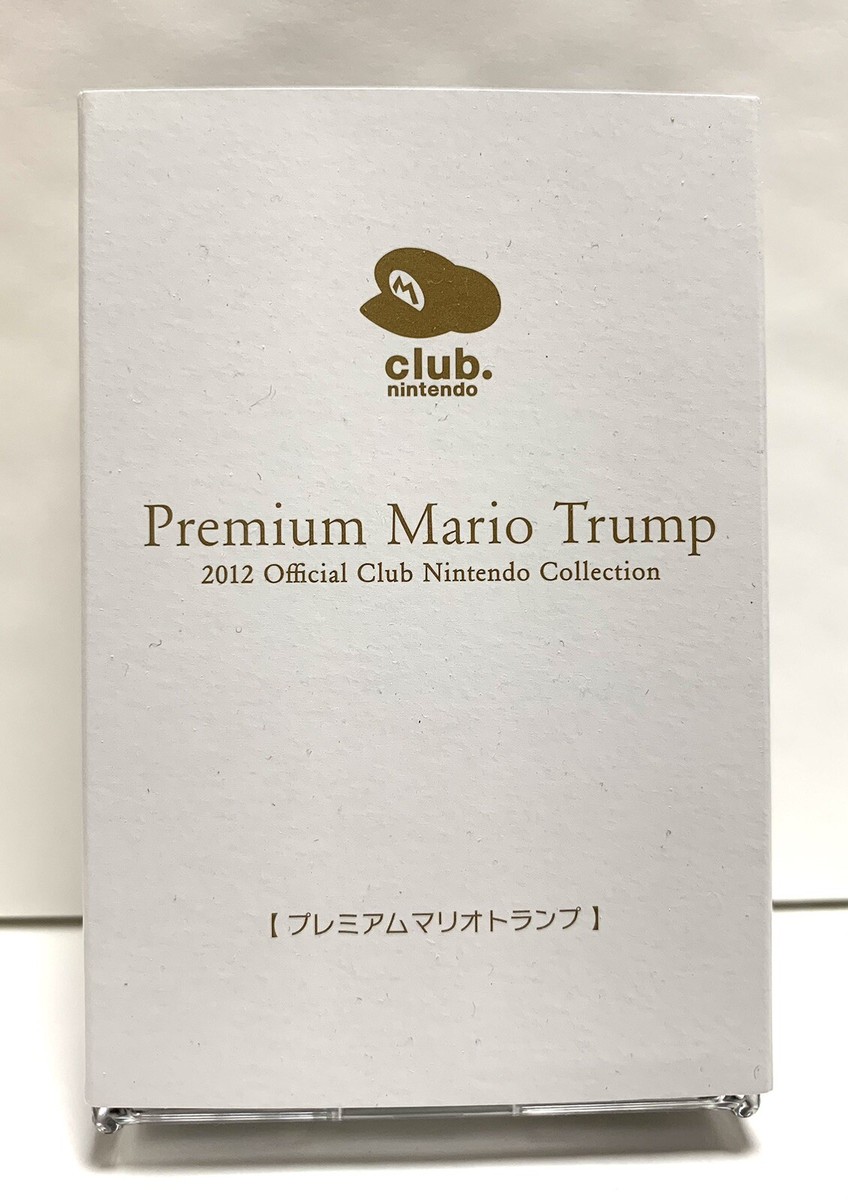 M
club.
nintendo
Premium Mario Trump
2012 Official Club Nintendo Collection
【プレミアムマリオトランプ】